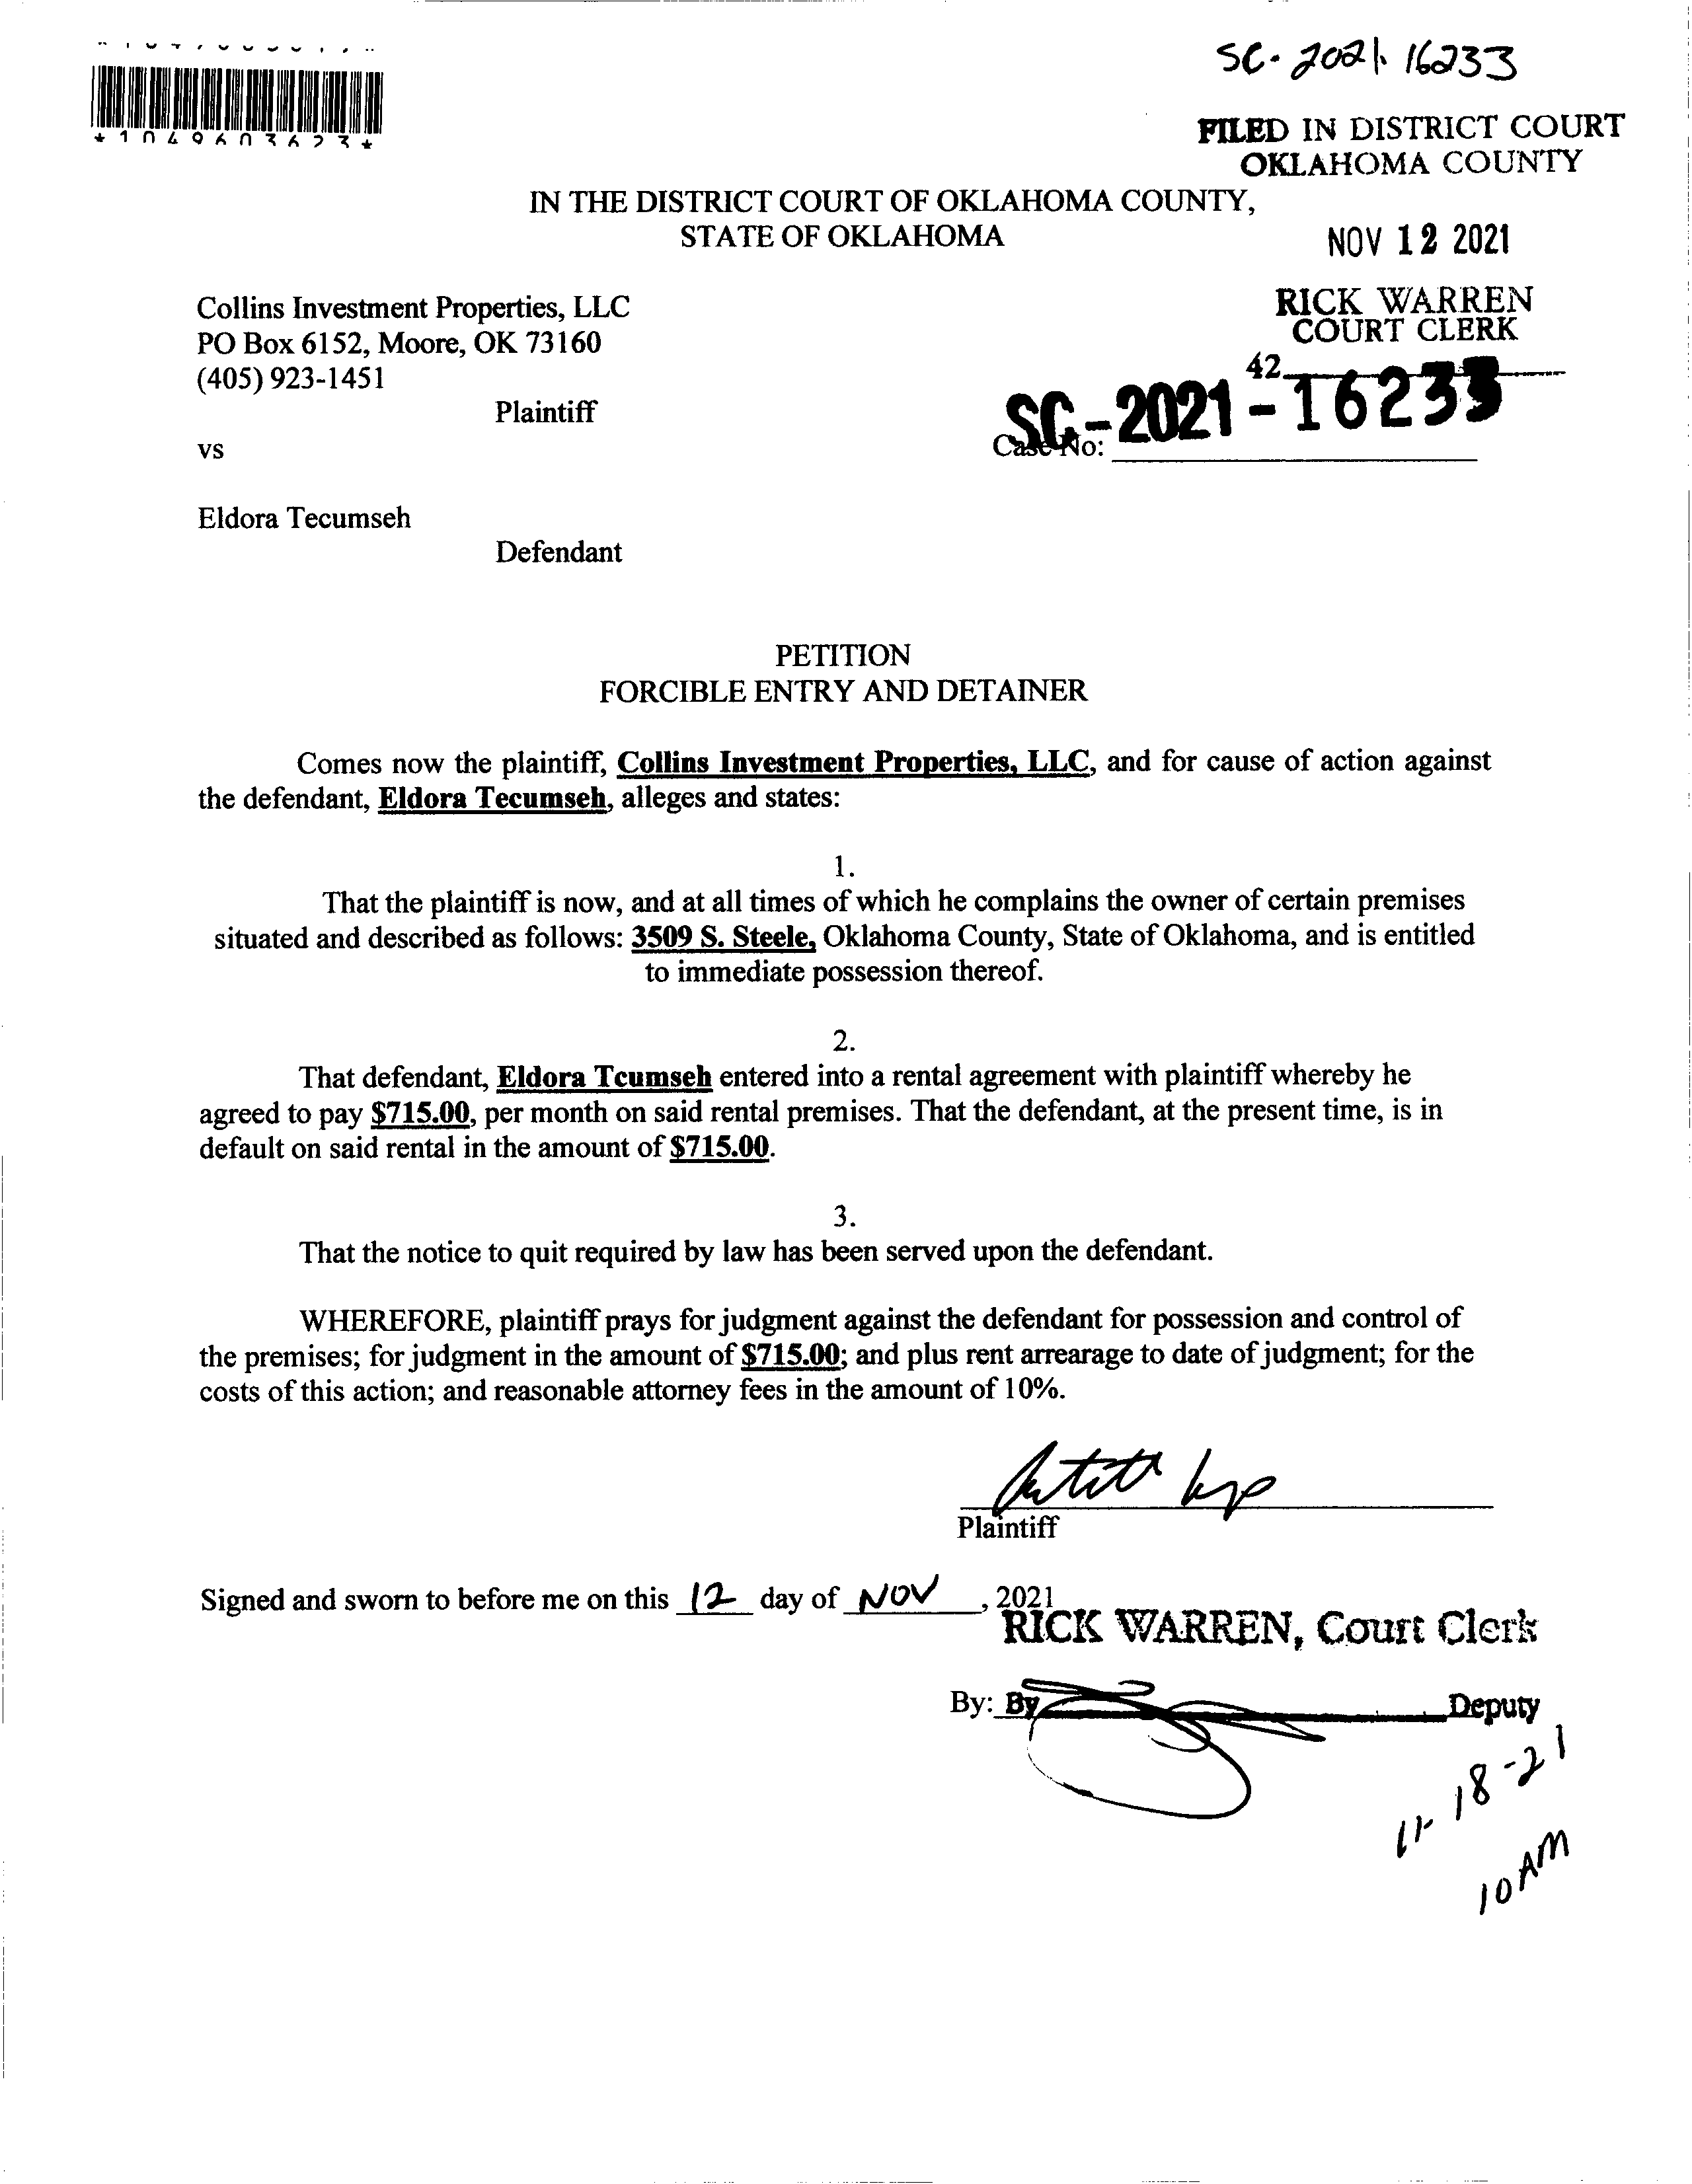 SC-2021-16233
*1049603623*
FILED IN DISTRICT COURT
OKLAHOMA COUNTY
IN THE DISTRICT COURT OF OKLAHOMA COUNTY,
STATE OF OKLAHOMA
NOV 12 2021
Collins Investment Properties, LLC
PO Box 6152, Moore, OK 73160
(405) 923-1451
RICK WARREN
COURT CLERK
42
Plaintiff
SC-2021-16233
Case No:
vs
Eldora Tecumseh
Defendant
PETITION
FORCIBLE ENTRY AND DETAINER
Comes now the plaintiff, Collins Investment Properties, LLC, and for cause of action against
the defendant, Eldora Tecumseh, alleges and states:
1.
That the plaintiff is now, and at all times of which he complains the owner of certain premises
situated and described as follows: 3509 S. Steele, Oklahoma County, State of Oklahoma, and is entitled
to immediate possession thereof.
2.
That defendant, Eldora Tcumseh entered into a rental agreement with plaintiff whereby he
agreed to pay $715.00, per month on said rental premises. That the defendant, at the present time, is in
default on said rental in the amount of $715.00.
3.
That the notice to quit required by law has been served upon the defendant.
WHEREFORE, plaintiff prays for judgment against the defendant for possession and control of
the premises; for judgment in the amount of $715.00; and plus rent arrearage to date of judgment; for the
costs of this action; and reasonable attorney fees in the amount of 10%.
Plaintiff
Signed and sworn to before me on this 12 day of NOV, 2021
RICK WARREN, Court Clerk
By: By Deputy
11-18-21
10 AM